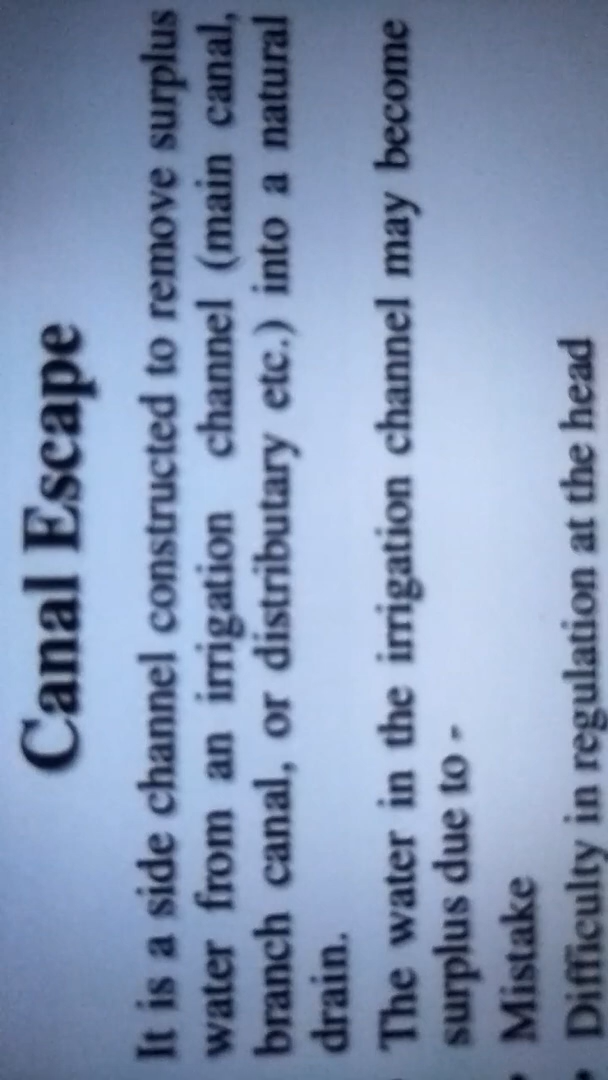 Canal Escape
It is a side channel constructed to remove surplus
water from an irrigation channel (main canal,
branch canal, or distributary etc.) into a natural
drain.
The water in the irrigation channel may become
surplus due to -
• Mistake
• Difficulty in regulation at the head